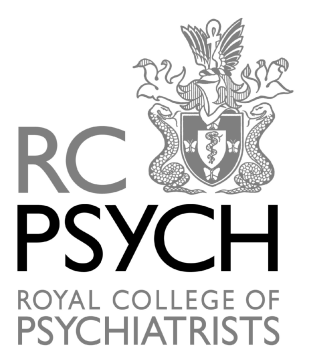 RC
PSYCH
ROYAL COLLEGE OF
PSYCHIATRISTS